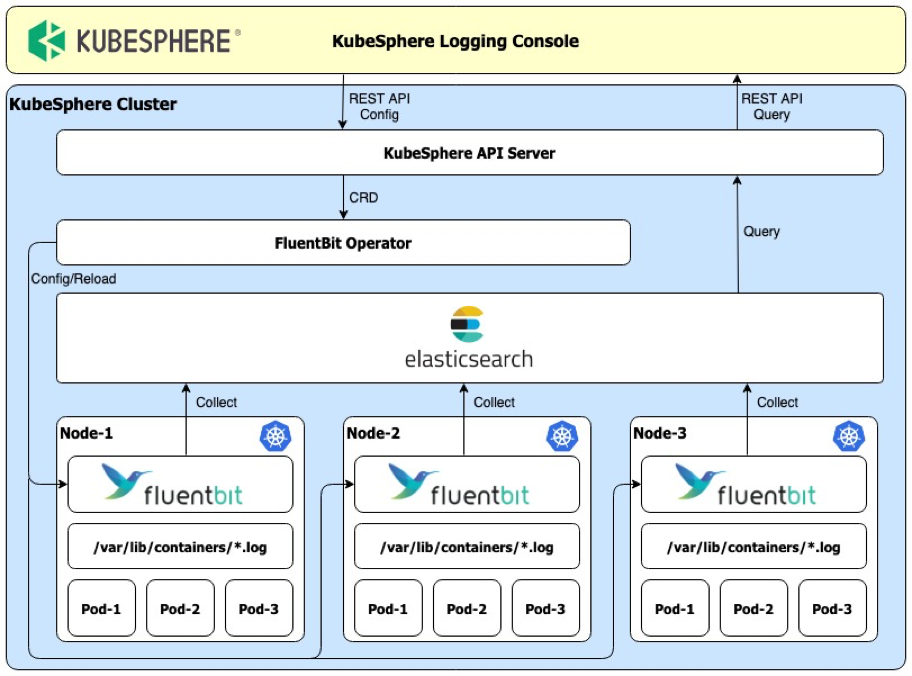 KUBESPHERE®
KubeSphere Logging Console
KubeSphere Cluster
REST API
Config
REST API
Query
KubeSphere API Server
CRD
FluentBit Operator
Query
Config/Reload
elasticsearch
Collect
Collect
Collect
Node-1
Node-2
Node-3
fluentbit
fluentbit
fluentbit
/var/lib/containers/*.log
/var/lib/containers/*.log
/var/lib/containers/*.log
Pod-1
Pod-2
Pod-3
Pod-1
Pod-2
Pod-3
Pod-1
Pod-2
Pod-3